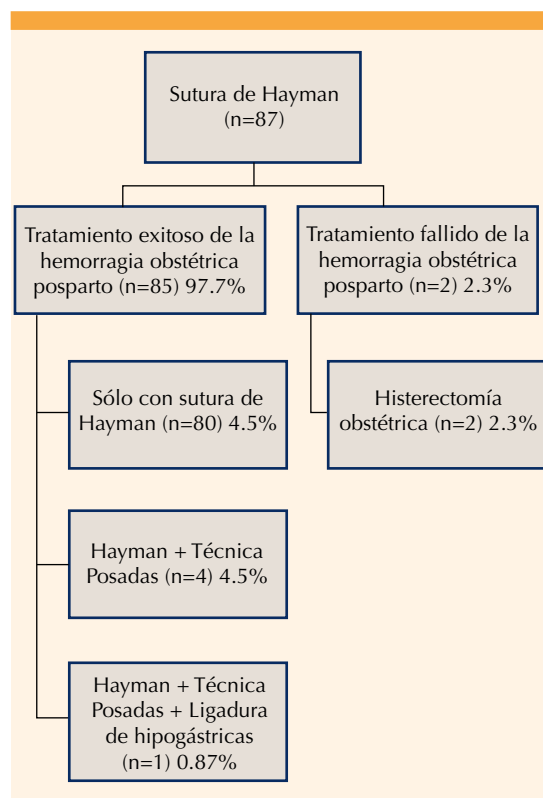 Sutura de Hayman
(n=87)
Tratamiento exitoso de la
hemorragia obstétrica
posparto (n=85) 97.7%
Tratamiento fallido de la
hemorragia obstétrica
posparto (n=2) 2.3%
Sólo con sutura de
Hayman (n=80) 4.5%
Histerectomía
obstétrica (n=2) 2.3%
Hayman + Técnica
Posadas (n=4) 4.5%
Hayman + Técnica
Posadas + Ligadura
de hipogástricas
(n=1) 0.87%